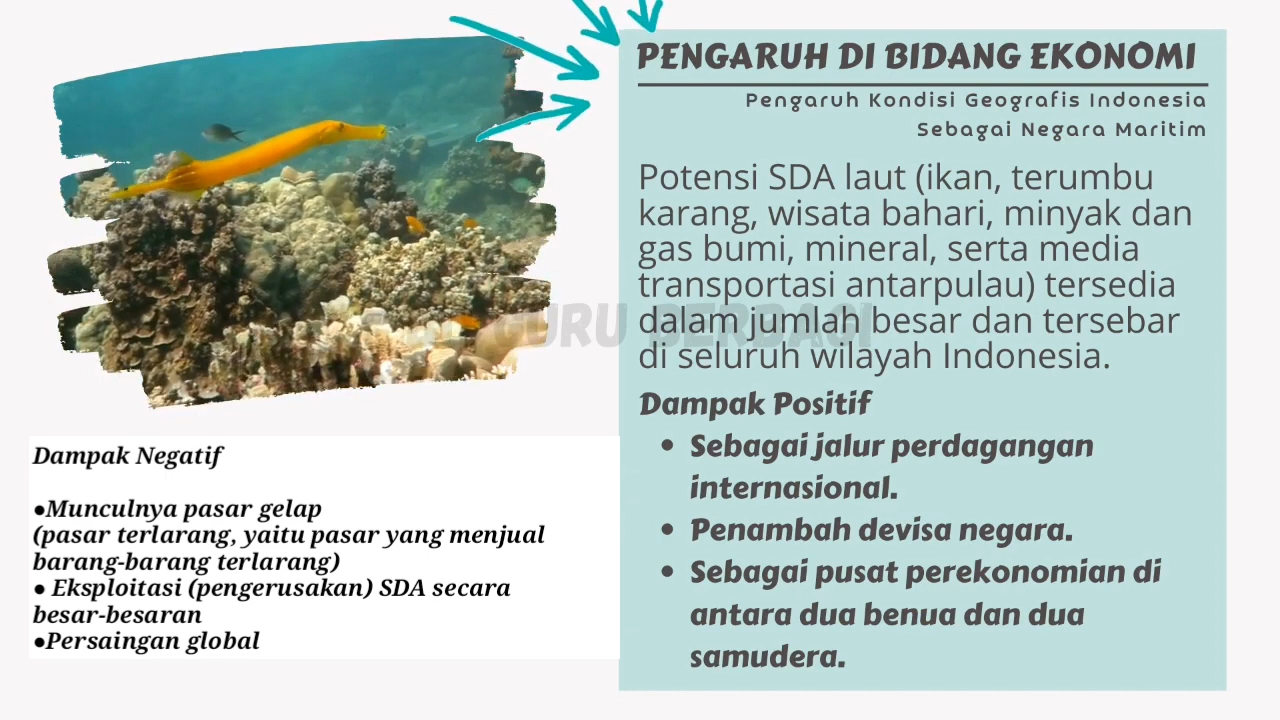 PENGARUH DI BIDANG EKONOMI
Pengaruh Kondisi Geografis Indonesia
Sebagai Negara Maritim
Potensi SDA laut (ikan, terumbu
karang, wisata bahari, minyak dan
gas bumi, mineral, serta media
transportasi antarpulau) tersedia
dalam jumlah besar dan tersebar
di seluruh wilayah Indonesia.
GURU BERBAGI
Dampak Positif
• Sebagai jalur perdagangan
internasional.
• Penambah devisa negara.
• Sebagai pusat perekonomian di
antara dua benua dan dua
samudera.
Dampak Negatif
●Munculnya pasar gelap
(pasar terlarang, yaitu pasar yang menjual
barang-barang terlarang)
● Eksploitasi (pengerusakan) SDA secara
besar-besaran
●Persaingan global